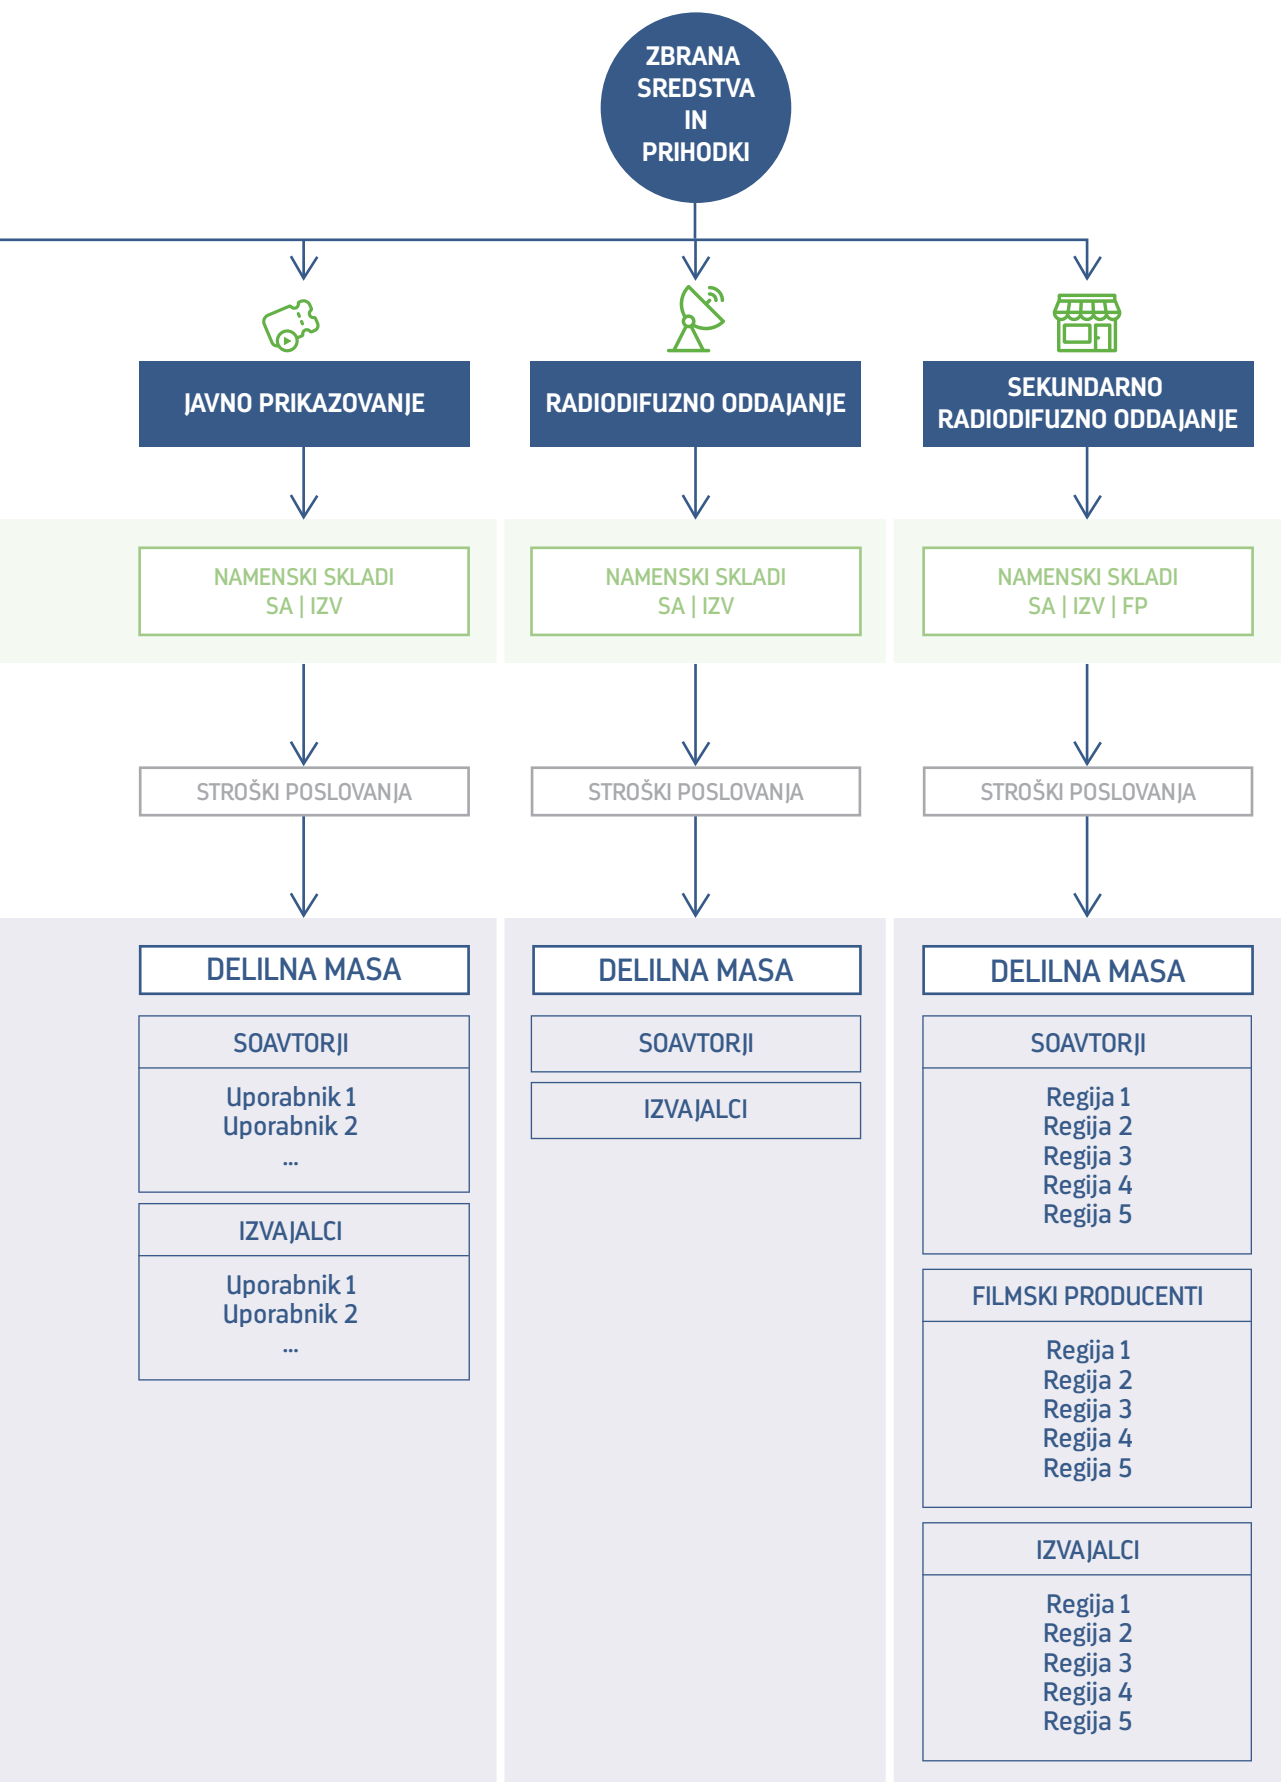 ZBRANA
SREDSTVA
IN
PRIHODKI
JAVNO PRIKAZOVANJE
RADIODIFUZNO ODDAJANJE
SEKUNDARNO
RADIODIFUZNO ODDAJANJE
NAMENSKI SKLADI
SA | IZV
NAMENSKI SKLADI
SA | IZV
NAMENSKI SKLADI
SA | IZV | FP
STROŠKI POSLOVANJA
STROŠKI POSLOVANJA
STROŠKI POSLOVANJA
DELILNA MASA
SOAVTORJI
Uporabnik 1
Uporabnik 2
...
IZVAJALCI
Uporabnik 1
Uporabnik 2
...
DELILNA MASA
SOAVTORJI
IZVAJALCI
DELILNA MASA
SOAVTORJI
Regija 1
Regija 2
Regija 3
Regija 4
Regija 5
FILMSKI PRODUCENTI
Regija 1
Regija 2
Regija 3
Regija 4
Regija 5
IZVAJALCI
Regija 1
Regija 2
Regija 3
Regija 4
Regija 5